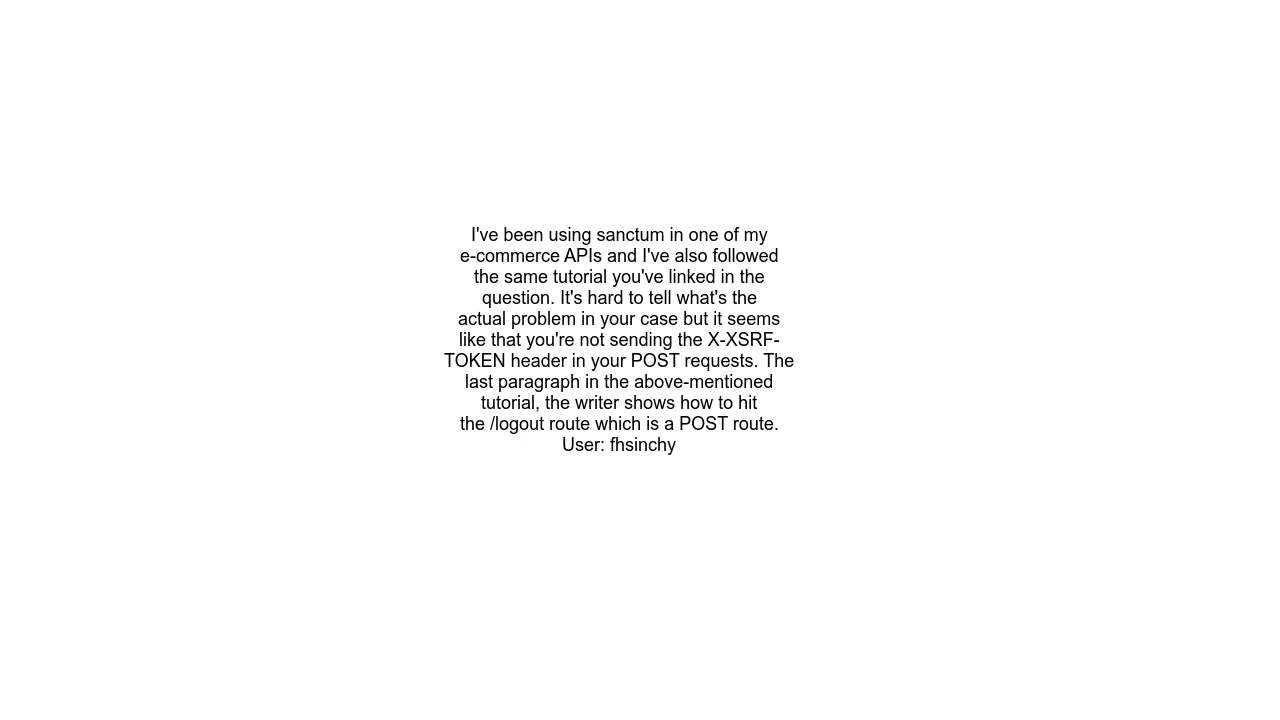 I've been using sanctum in one of my
e-commerce APIs and I've also followed
the same tutorial you've linked in the
question. It's hard to tell what's the
actual problem in your case but it seems
like that you're not sending the X-XSRF-
TOKEN header in your POST requests. The
last paragraph in the above-mentioned
tutorial, the writer shows how to hit
the /logout route which is a POST route.
User: fhsinchy